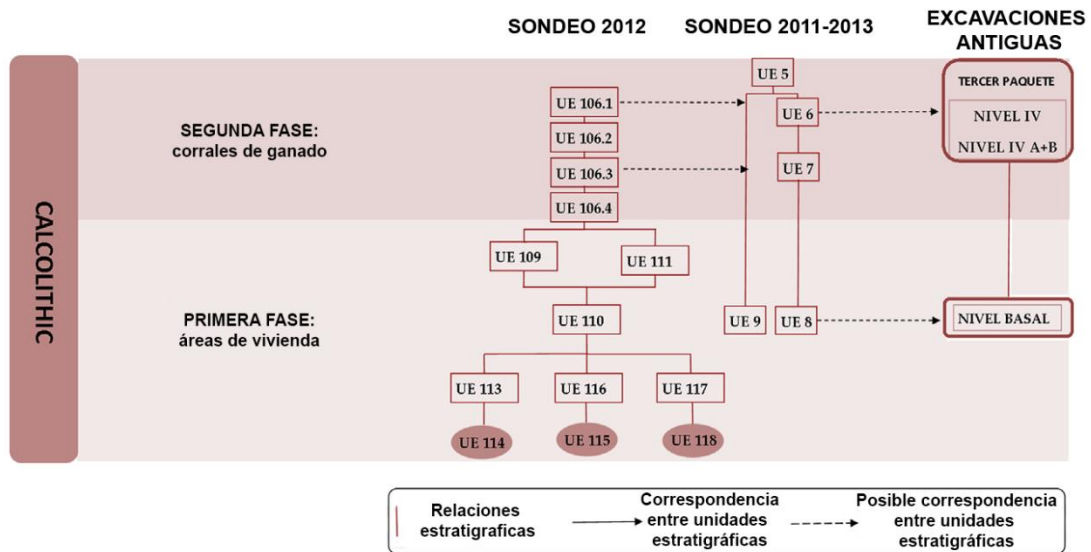 SONDEO 2012
SONDEO 2011-2013
EXCAVACIONES
ANTIGUAS
CALCOLITHIC
SEGUNDA FASE:
corrales de ganado
UE 106.1
UE 106.2
UE 106.3
UE 106.4
UE 5
UE 6
UE 7
TERCER PAQUETE
NIVEL IV
NIVEL IV A+B
PRIMERA FASE:
áreas de vivienda
UE 109
UE 111
UE 110
UE 113
UE 116
UE 117
UE 114
UE 115
UE 118
UE 9
UE 8
NIVEL BASAL
Relaciones
estratigraficas
Correspondencia
entre unidades
estratigráficas
Posible correspondencia
entre unidades
estratigráficas